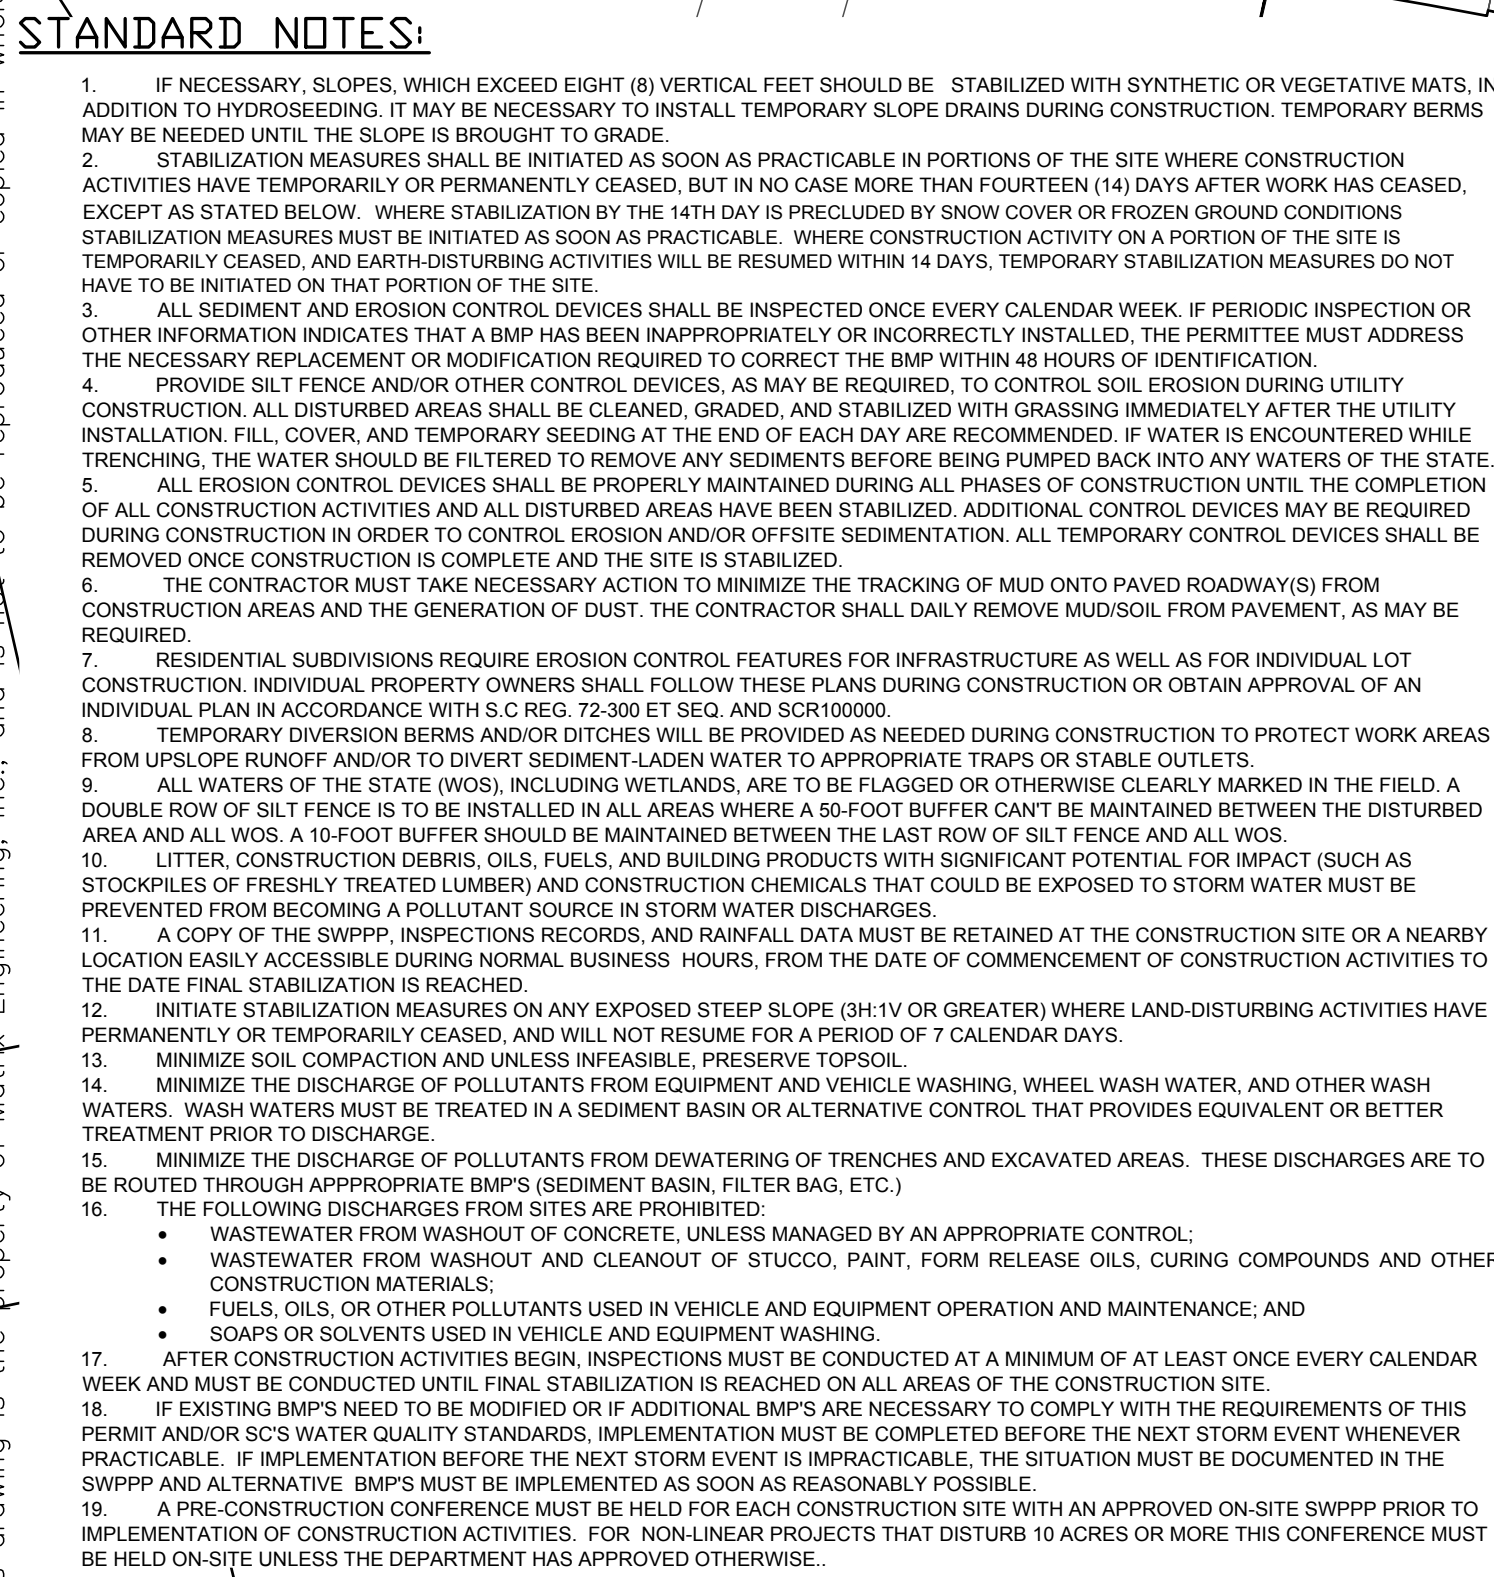 STANDARD NOTES:
1. IF NECESSARY, SLOPES, WHICH EXCEED EIGHT (8) VERTICAL FEET SHOULD BE STABILIZED WITH SYNTHETIC OR VEGETATIVE MATS, IN
ADDITION TO HYDROSEEDING. IT MAY BE NECESSARY TO INSTALL TEMPORARY SLOPE DRAINS DURING CONSTRUCTION. TEMPORARY BERMS
MAY BE NEEDED UNTIL THE SLOPE IS BROUGHT TO GRADE.
2. STABILIZATION MEASURES SHALL BE INITIATED AS SOON AS PRACTICABLE IN PORTIONS OF THE SITE WHERE CONSTRUCTION
ACTIVITIES HAVE TEMPORARILY OR PERMANENTLY CEASED, BUT IN NO CASE MORE THAN FOURTEEN (14) DAYS AFTER WORK HAS CEASED,
EXCEPT AS STATED BELOW. WHERE STABILIZATION BY THE 14TH DAY IS PRECLUDED BY SNOW COVER OR FROZEN GROUND CONDITIONS
STABILIZATION MEASURES MUST BE INITIATED AS SOON AS PRACTICABLE. WHERE CONSTRUCTION ACTIVITY ON A PORTION OF THE SITE IS
TEMPORARILY CEASED, AND EARTH-DISTURBING ACTIVITIES WILL BE RESUMED WITHIN 14 DAYS, TEMPORARY STABILIZATION MEASURES DO NOT
HAVE TO BE INITIATED ON THAT PORTION OF THE SITE.
3. ALL SEDIMENT AND EROSION CONTROL DEVICES SHALL BE INSPECTED ONCE EVERY CALENDAR WEEK. IF PERIODIC INSPECTION OR
OTHER INFORMATION INDICATES THAT A BMP HAS BEEN INAPPROPRIATELY OR INCORRECTLY INSTALLED, THE PERMITTEE MUST ADDRESS
THE NECESSARY REPLACEMENT OR MODIFICATION REQUIRED TO CORRECT THE BMP WITHIN 48 HOURS OF IDENTIFICATION.
4. PROVIDE SILT FENCE AND/OR OTHER CONTROL DEVICES, AS MAY BE REQUIRED, TO CONTROL SOIL EROSION DURING UTILITY
CONSTRUCTION. ALL DISTURBED AREAS SHALL BE CLEANED, GRADED, AND STABILIZED WITH GRASSING IMMEDIATELY AFTER THE UTILITY
INSTALLATION. FILL, COVER, AND TEMPORARY SEEDING AT THE END OF EACH DAY ARE RECOMMENDED. IF WATER IS ENCOUNTERED WHILE
TRENCHING, THE WATER SHOULD BE FILTERED TO REMOVE ANY SEDIMENTS BEFORE BEING PUMPED BACK INTO ANY WATERS OF THE STATE.
5. ALL EROSION CONTROL DEVICES SHALL BE PROPERLY MAINTAINED DURING ALL PHASES OF CONSTRUCTION UNTIL THE COMPLETION
OF ALL CONSTRUCTION ACTIVITIES AND ALL DISTURBED AREAS HAVE BEEN STABILIZED. ADDITIONAL CONTROL DEVICES MAY BE REQUIRED
DURING CONSTRUCTION IN ORDER TO CONTROL EROSION AND/OR OFFSITE SEDIMENTATION. ALL TEMPORARY CONTROL DEVICES SHALL BE
REMOVED ONCE CONSTRUCTION IS COMPLETE AND THE SITE IS STABILIZED.
6. THE CONTRACTOR MUST TAKE NECESSARY ACTION TO MINIMIZE THE TRACKING OF MUD ONTO PAVED ROADWAY(S) FROM
CONSTRUCTION AREAS AND THE GENERATION OF DUST. THE CONTRACTOR SHALL DAILY REMOVE MUD/SOIL FROM PAVEMENT, AS MAY BE
REQUIRED.
7. RESIDENTIAL SUBDIVISIONS REQUIRE EROSION CONTROL FEATURES FOR INFRASTRUCTURE AS WELL AS FOR INDIVIDUAL LOT
CONSTRUCTION. INDIVIDUAL PROPERTY OWNERS SHALL FOLLOW THESE PLANS DURING CONSTRUCTION OR OBTAIN APPROVAL OF AN
INDIVIDUAL PLAN IN ACCORDANCE WITH S.C REG. 72-300 ET SEQ. AND SCR100000.
8. TEMPORARY DIVERSION BERMS AND/OR DITCHES WILL BE PROVIDED AS NEEDED DURING CONSTRUCTION TO PROTECT WORK AREAS
FROM UPSLOPE RUNOFF AND/OR TO DIVERT SEDIMENT-LADEN WATER TO APPROPRIATE TRAPS OR STABLE OUTLETS.
9. ALL WATERS OF THE STATE (WOS), INCLUDING WETLANDS, ARE TO BE FLAGGED OR OTHERWISE CLEARLY MARKED IN THE FIELD. A
DOUBLE ROW OF SILT FENCE IS TO BE INSTALLED IN ALL AREAS WHERE A 50-FOOT BUFFER CAN'T BE MAINTAINED BETWEEN THE DISTURBED
AREA AND ALL WOS. A 10-FOOT BUFFER SHOULD BE MAINTAINED BETWEEN THE LAST ROW OF SILT FENCE AND ALL WOS.
10. LITTER, CONSTRUCTION DEBRIS, OILS, FUELS, AND BUILDING PRODUCTS WITH SIGNIFICANT POTENTIAL FOR IMPACT (SUCH AS
STOCKPILES OF FRESHLY TREATED LUMBER) AND CONSTRUCTION CHEMICALS THAT COULD BE EXPOSED TO STORM WATER MUST BE
PREVENTED FROM BECOMING A POLLUTANT SOURCE IN STORM WATER DISCHARGES.
11. A COPY OF THE SWPPP, INSPECTIONS RECORDS, AND RAINFALL DATA MUST BE RETAINED AT THE CONSTRUCTION SITE OR A NEARBY
LOCATION EASILY ACCESSIBLE DURING NORMAL BUSINESS HOURS, FROM THE DATE OF COMMENCEMENT OF CONSTRUCTION ACTIVITIES TO
THE DATE FINAL STABILIZATION IS REACHED.
12. INITIATE STABILIZATION MEASURES ON ANY EXPOSED STEEP SLOPE (3H:1V OR GREATER) WHERE LAND-DISTURBING ACTIVITIES HAVE
PERMANENTLY OR TEMPORARILY CEASED, AND WILL NOT RESUME FOR A PERIOD OF 7 CALENDAR DAYS.
13. MINIMIZE SOIL COMPACTION AND UNLESS INFEASIBLE, PRESERVE TOPSOIL.
14. MINIMIZE THE DISCHARGE OF POLLUTANTS FROM EQUIPMENT AND VEHICLE WASHING, WHEEL WASH WATER, AND OTHER WASH
WATERS. WASH WATERS MUST BE TREATED IN A SEDIMENT BASIN OR ALTERNATIVE CONTROL THAT PROVIDES EQUIVALENT OR BETTER
TREATMENT PRIOR TO DISCHARGE.
15. MINIMIZE THE DISCHARGE OF POLLUTANTS FROM DEWATERING OF TRENCHES AND EXCAVATED AREAS. THESE DISCHARGES ARE TO
BE ROUTED THROUGH APPPROPRIATE BMP'S (SEDIMENT BASIN, FILTER BAG, ETC.)
16. THE FOLLOWING DISCHARGES FROM SITES ARE PROHIBITED:
• WASTEWATER FROM WASHOUT OF CONCRETE, UNLESS MANAGED BY AN APPROPRIATE CONTROL;
• WASTEWATER FROM WASHOUT AND CLEANOUT OF STUCCO, PAINT, FORM RELEASE OILS, CURING COMPOUNDS AND OTHER
CONSTRUCTION MATERIALS;
• FUELS, OILS, OR OTHER POLLUTANTS USED IN VEHICLE AND EQUIPMENT OPERATION AND MAINTENANCE; AND
• SOAPS OR SOLVENTS USED IN VEHICLE AND EQUIPMENT WASHING.
17. AFTER CONSTRUCTION ACTIVITIES BEGIN, INSPECTIONS MUST BE CONDUCTED AT A MINIMUM OF AT LEAST ONCE EVERY CALENDAR
WEEK AND MUST BE CONDUCTED UNTIL FINAL STABILIZATION IS REACHED ON ALL AREAS OF THE CONSTRUCTION SITE.
18. IF EXISTING BMP'S NEED TO BE MODIFIED OR IF ADDITIONAL BMP'S ARE NECESSARY TO COMPLY WITH THE REQUIREMENTS OF THIS
PERMIT AND/OR SC'S WATER QUALITY STANDARDS, IMPLEMENTATION MUST BE COMPLETED BEFORE THE NEXT STORM EVENT WHENEVER
PRACTICABLE. IF IMPLEMENTATION BEFORE THE NEXT STORM EVENT IS IMPRACTICABLE, THE SITUATION MUST BE DOCUMENTED IN THE
SWPPP AND ALTERNATIVE BMP'S MUST BE IMPLEMENTED AS SOON AS REASONABLY POSSIBLE.
19. A PRE-CONSTRUCTION CONFERENCE MUST BE HELD FOR EACH CONSTRUCTION SITE WITH AN APPROVED ON-SITE SWPPP PRIOR TO
IMPLEMENTATION OF CONSTRUCTION ACTIVITIES. FOR NON-LINEAR PROJECTS THAT DISTURB 10 ACRES OR MORE THIS CONFERENCE MUST
BE HELD ON-SITE UNLESS THE DEPARTMENT HAS APPROVED OTHERWISE..
drawing is the property of Matrix Engineering, Inc., and is not to be reproduced or copied in